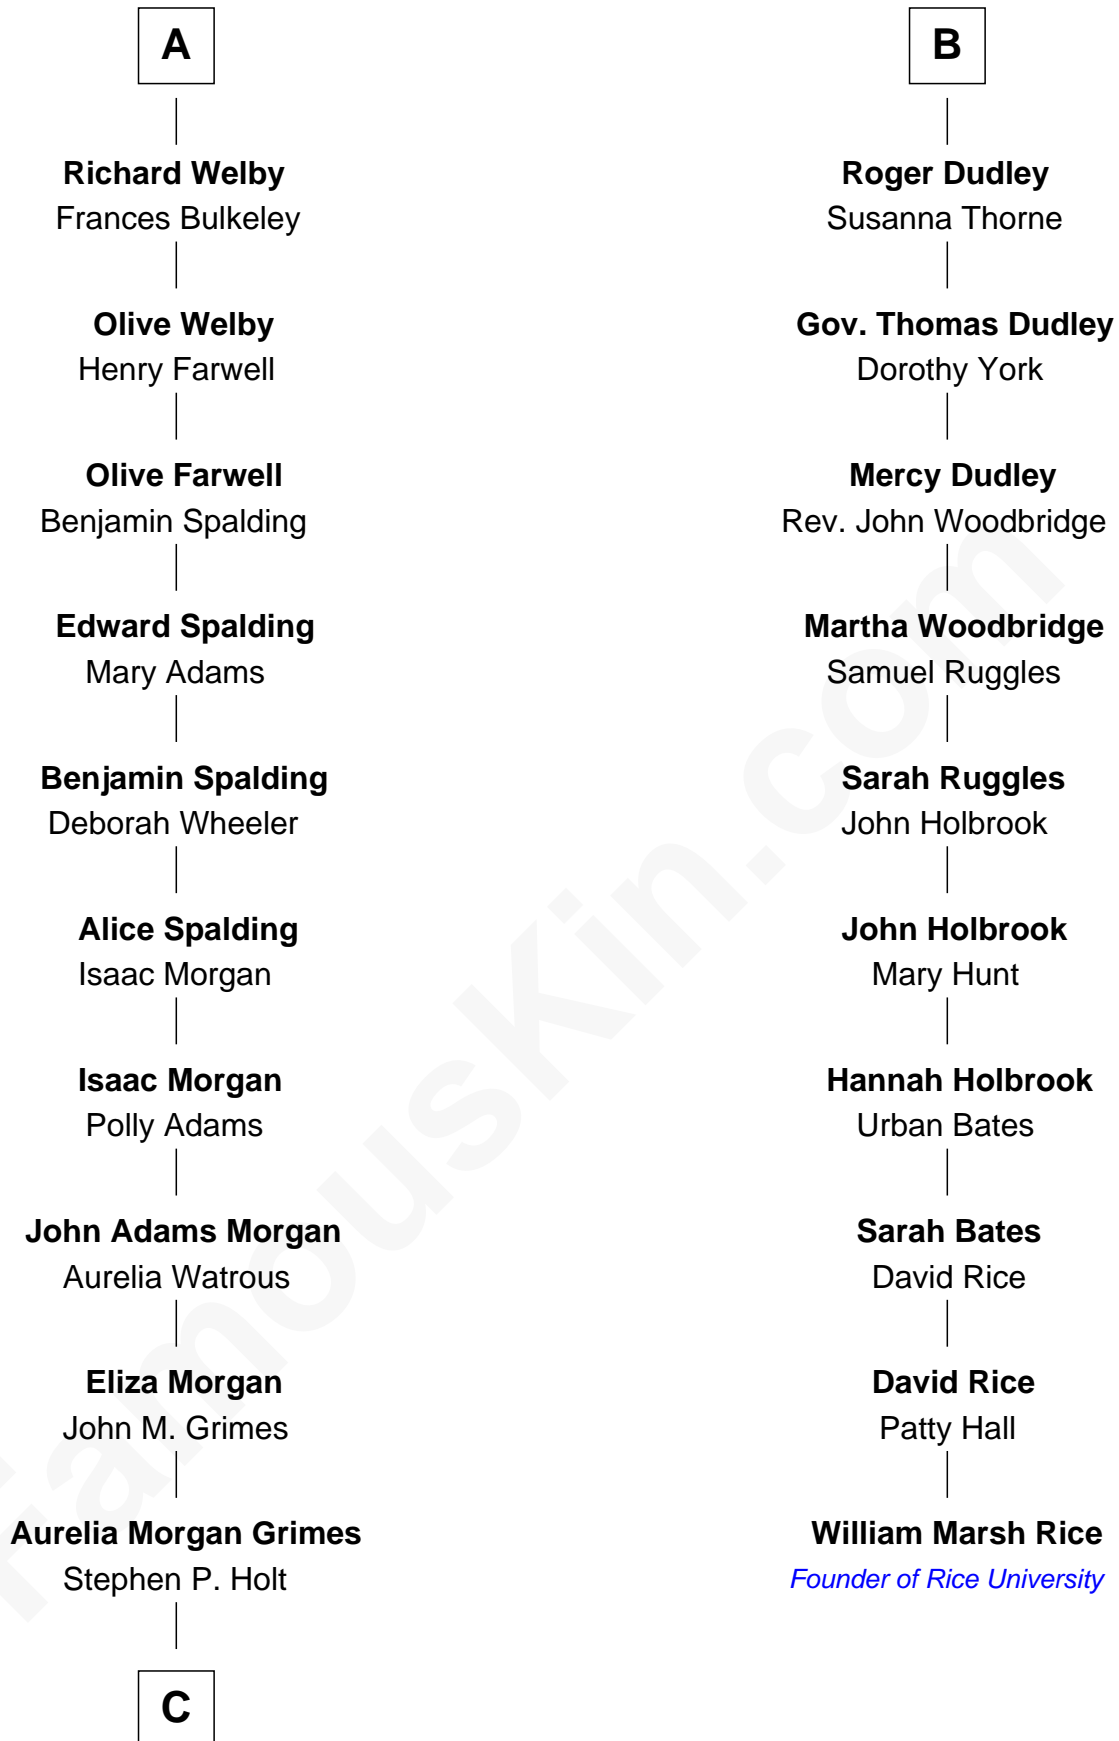 A
Richard Welby
Frances Bulkeley
Olive Welby
Henry Farwell
Olive Farwell
Benjamin Spalding
Edward Spalding
Mary Adams
Benjamin Spalding
Deborah Wheeler
Alice Spalding
Isaac Morgan
Isaac Morgan
Polly Adams
John Adams Morgan
Aurelia Watrous
Eliza Morgan
John M. Grimes
Aurelia Morgan Grimes
Stephen P. Holt
C
B
Roger Dudley
Susanna Thorne
Gov. Thomas Dudley
Dorothy York
Mercy Dudley
Rev. John Woodbridge
Martha Woodbridge
Samuel Ruggles
Sarah Ruggles
John Holbrook
John Holbrook
Mary Hunt
Hannah Holbrook
Urban Bates
Sarah Bates
David Rice
David Rice
Patty Hall
William Marsh Rice
Founder of Rice University
FamousKin.com